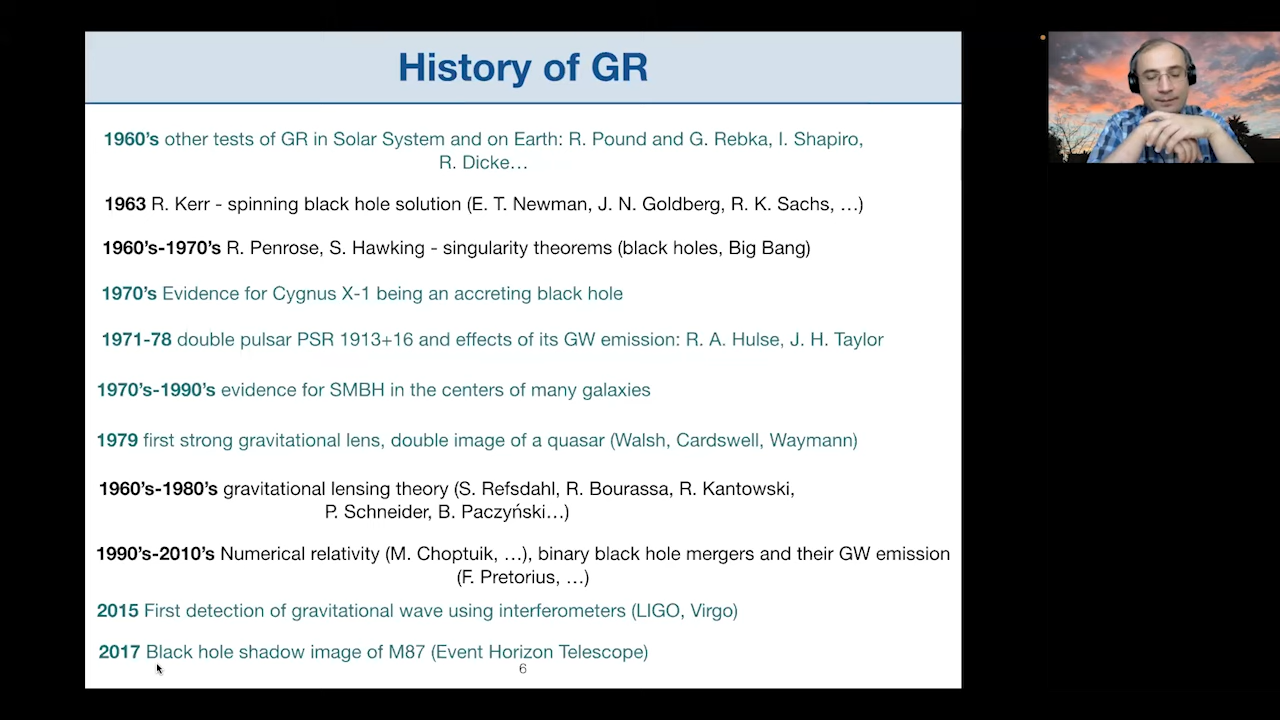 History of GR
1960's other tests of GR in Solar System and on Earth: R. Pound and G. Rebka, I. Shapiro,
R. Dicke…
1963 R. Kerr - spinning black hole solution (E. T. Newman, J. N. Goldberg, R. K. Sachs, …)
1960's-1970's R. Penrose, S. Hawking - singularity theorems (black holes, Big Bang)
1970's Evidence for Cygnus X-1 being an accreting black hole
1971-78 double pulsar PSR 1913+16 and effects of its GW emission: R. A. Hulse, J. H. Taylor
1970's-1990's evidence for SMBH in the centers of many galaxies
1979 first strong gravitational lens, double image of a quasar (Walsh, Cardswell, Waymann)
1960's-1980's gravitational lensing theory (S. Refsdahl, R. Bourassa, R. Kantowski,
P. Schneider, B. Paczyński…)
1990's-2010's Numerical relativity (M. Choptuik, …), binary black hole mergers and their GW emission
(F. Pretorius, …)
2015 First detection of gravitational wave using interferometers (LIGO, Virgo)
2017 Black hole shadow image of M87 (Event Horizon Telescope)
6